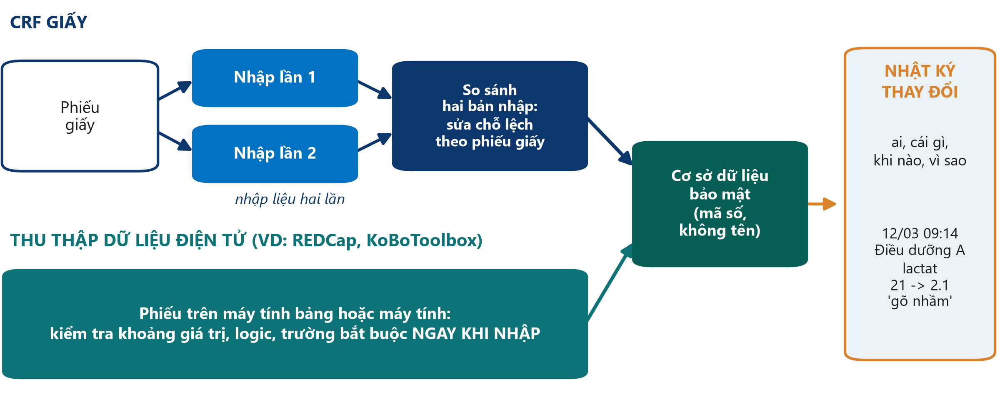 CRF GIẤY
Phiếu
giấy
Nhập lần 1
Nhập lần 2
nhập liệu hai lần
So sánh
hai bản nhập:
sửa chỗ lệch
theo phiếu giấy
THU THẬP DỮ LIỆU ĐIỆN TỬ (VD: REDCap, KoBoToolbox)
Phiếu trên máy tính bảng hoặc máy tính:
kiểm tra khoảng giá trị, logic, trường bắt buộc NGAY KHI NHẬP
Cơ sở dữ liệu
bảo mật
(mã số,
không tên)
NHẬT KÝ
THAY ĐỔI
ai, cái gì,
khi nào, vì sao
12/03 09:14
Điều dưỡng A
lactat
21 -> 2.1
'gõ nhầm'